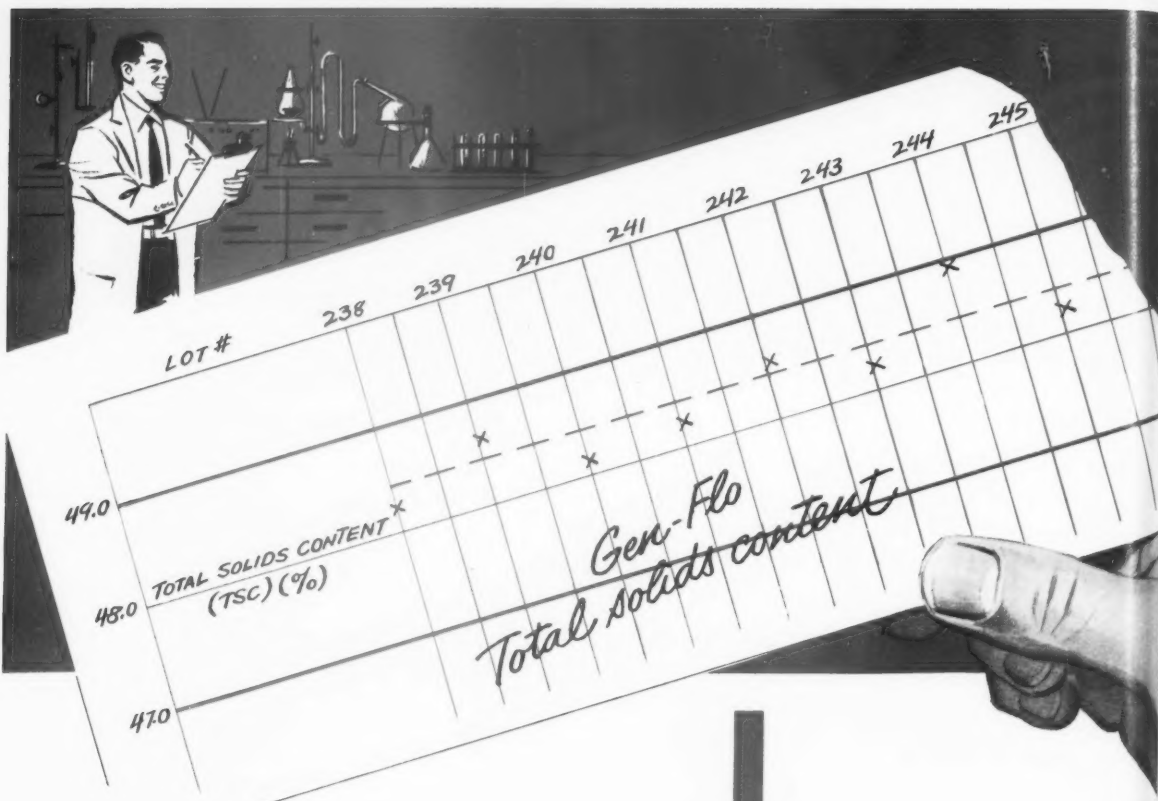 LOT #
238
239
240
241
242
243
244
245
49.0
TOTAL SOLIDS CONTENT
(TSC) (%)
48.0
47.0
Gen-Flo
Total solids content